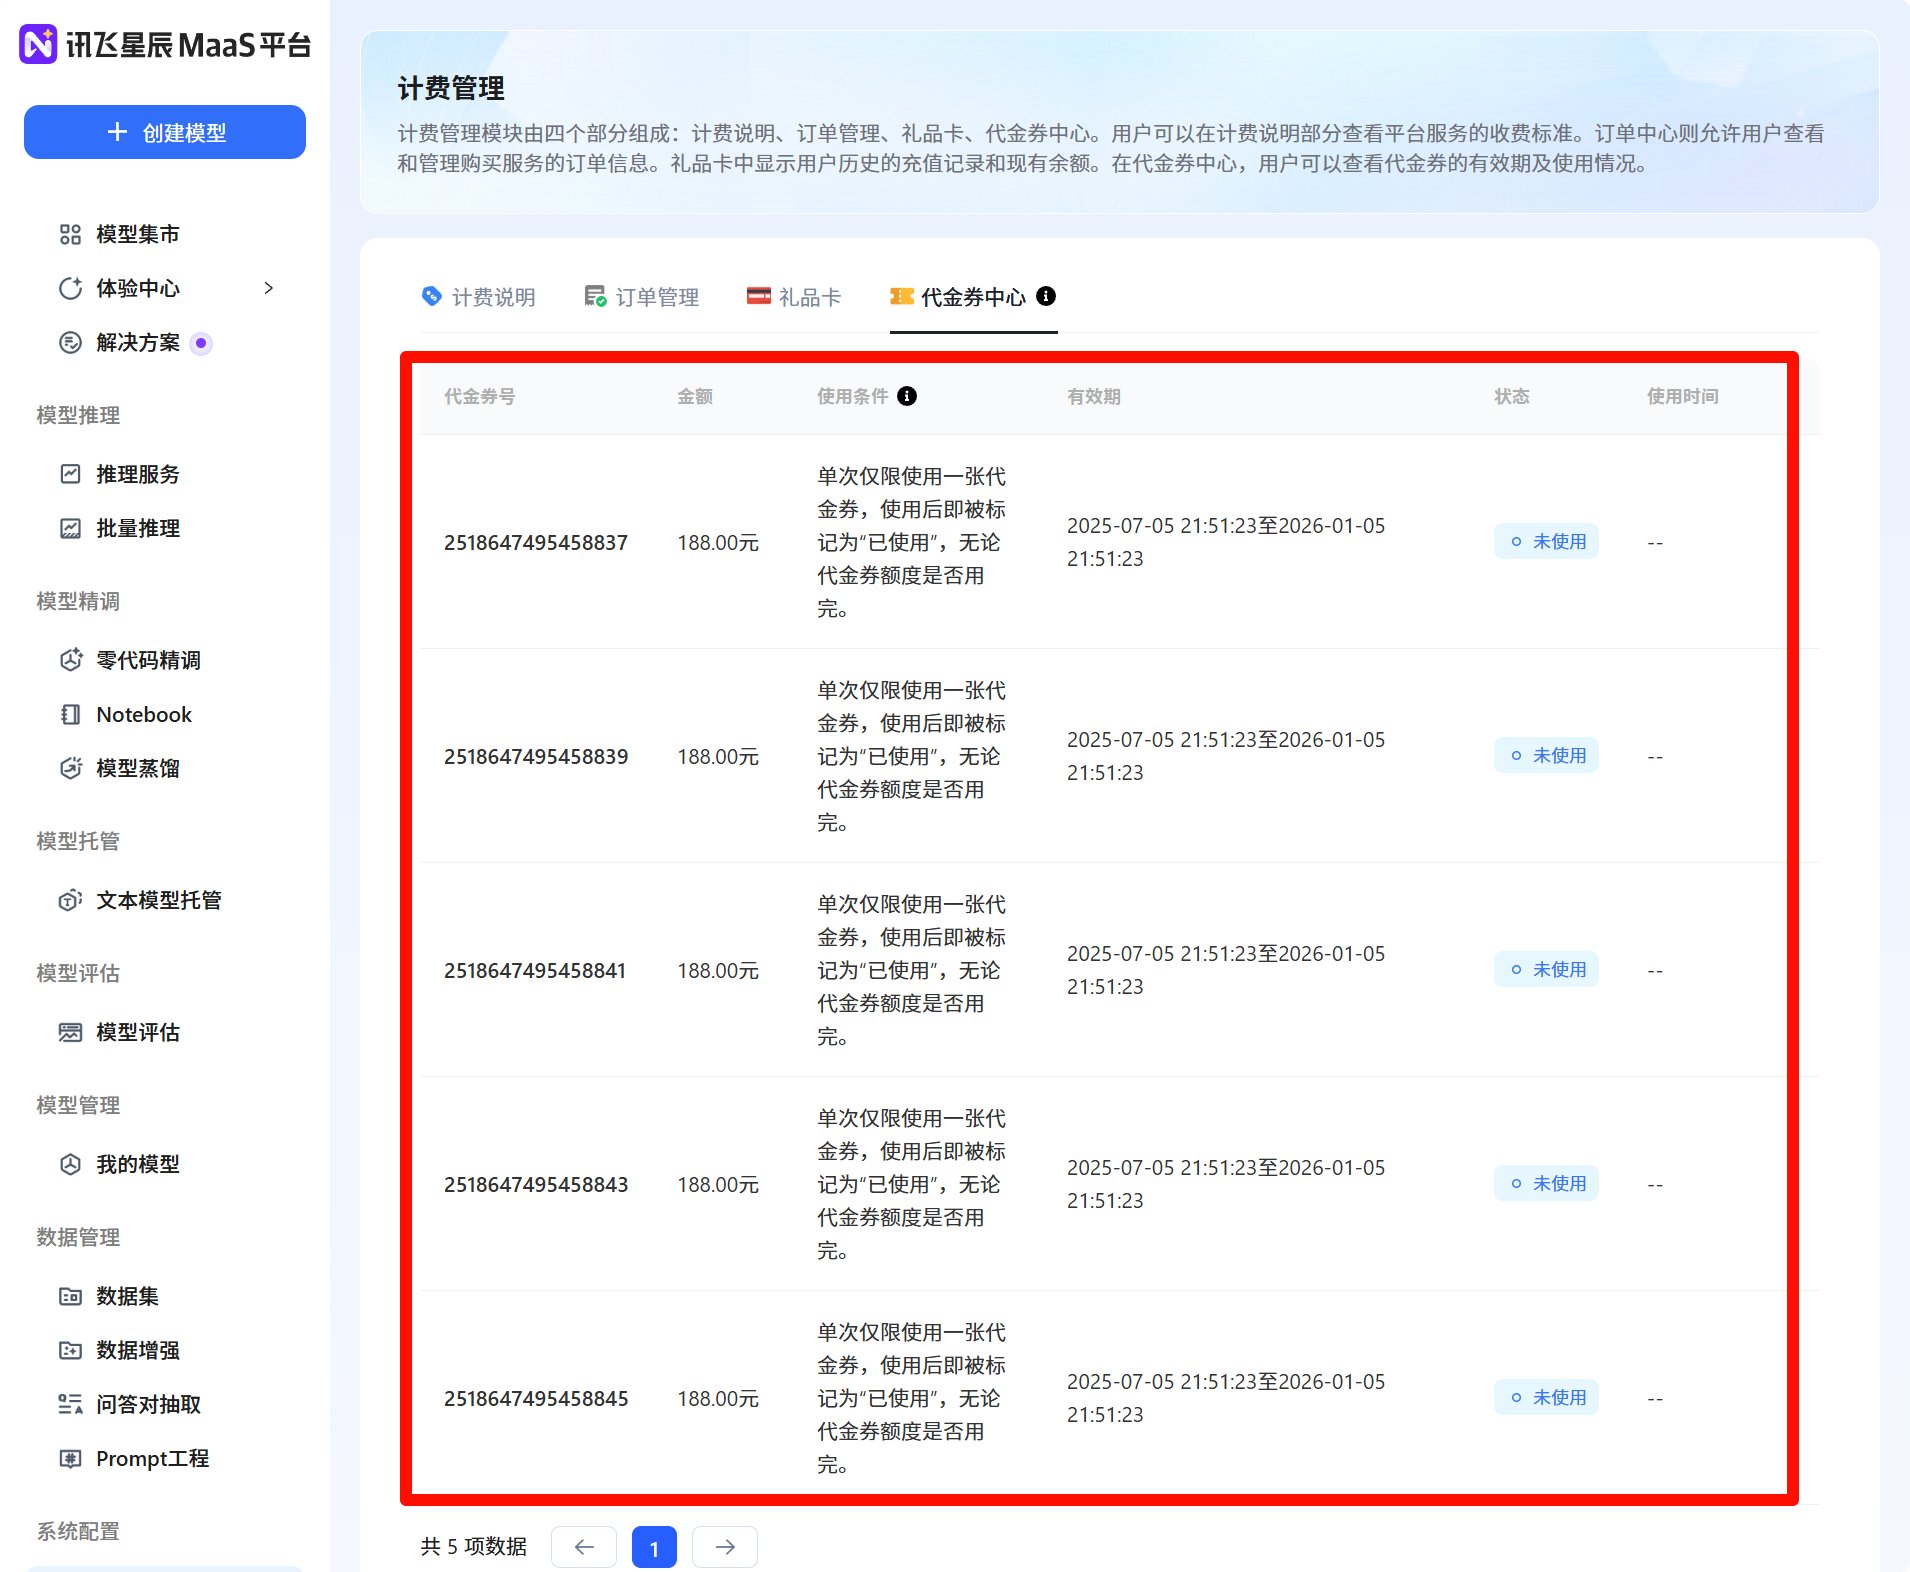 讯飞星辰MaaS平台
创建模型
模型集市
体验中心
解决方案
模型推理
推理服务
批量推理
模型精调
零代码精调
Notebook
模型蒸馏
模型托管
文本模型托管
模型评估
模型评估
模型管理
我的模型
数据管理
数据集
数据增强
问答对抽取
Prompt工程
系统配置
计费管理
计费管理模块由四个部分组成：计费说明、订单管理、礼品卡、代金券中心。用户可以在计费说明部分查看平台服务的收费标准。订单中心则允许用户查看
和管理购买服务的订单信息。礼品卡中显示用户历史的充值记录和现有余额。在代金券中心，用户可以查看代金券的有效期及使用情况。
计费说明 订单管理 礼品卡 代金券中心
代金券号 金额 使用条件 有效期 状态 使用时间
单次仅限使用一张代
金券，使用后即被标
2518647495458837 188.00元 记为“已使用”，无论 2025-07-05 21:51:23至2026-01-05 未使用 --
代金券额度是否用 21:51:23
完。
单次仅限使用一张代
金券，使用后即被标
2518647495458839 188.00元 记为“已使用”，无论 2025-07-05 21:51:23至2026-01-05 未使用 --
代金券额度是否用 21:51:23
完。
单次仅限使用一张代
金券，使用后即被标
2518647495458841 188.00元 记为“已使用”，无论 2025-07-05 21:51:23至2026-01-05 未使用 --
代金券额度是否用 21:51:23
完。
单次仅限使用一张代
金券，使用后即被标
2518647495458843 188.00元 记为“已使用”，无论 2025-07-05 21:51:23至2026-01-05 未使用 --
代金券额度是否用 21:51:23
完。
单次仅限使用一张代
金券，使用后即被标
2518647495458845 188.00元 记为“已使用”，无论 2025-07-05 21:51:23至2026-01-05 未使用 --
代金券额度是否用 21:51:23
完。
共 5 项数据 1